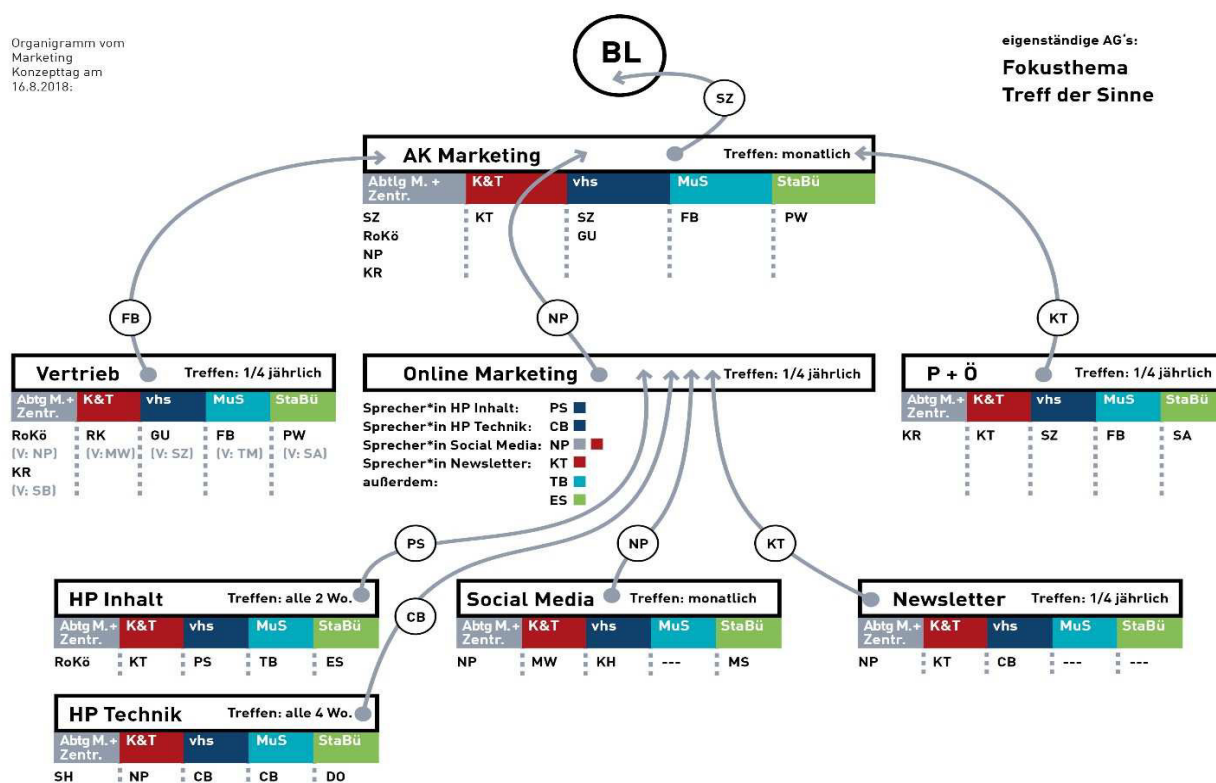 Organigramm vom
Marketing
Konzepttag am
16.8.2018:
BL
eigenständige AG's:
Fokusthema
Treff der Sinne
SZ
AK Marketing Treffen: monatlich
Abtlg M. + Zentr. K&T vhs MuS StaBü
SZ KT SZ FB PW
RoKö GU
NP
KR
FB NP KT
Vertrieb Treffen: 1/4 jährlich
Abtg M.+ Zentr. K&T vhs MuS StaBü
RoKö RK GU FB PW
(V: NP) (V: MW) (V: SZ) (V: TM) (V: SA)
KR
(V: SB)
Online Marketing Treffen: 1/4 jährlich
Sprecher*in HP Inhalt: PS
Sprecher*in HP Technik: CB
Sprecher*in Social Media: NP
Sprecher*in Newsletter: KT
außerdem: TB
ES
P + Ö Treffen: 1/4 jährlich
Abtg M.+ Zentr. K&T vhs MuS StaBü
KR KT SZ FB SA
PS NP KT
CB
HP Inhalt Treffen: alle 2 Wo.
Abtg M.+ Zentr. K&T vhs MuS StaBü
RoKö KT PS TB ES
Social Media Treffen: monatlich
Abtg M.+ Zentr. K&T vhs MuS StaBü
NP MW KH --- MS
Newsletter Treffen: 1/4 jährlich
Abtg M.+ Zentr. K&T vhs MuS StaBü
NP KT CB --- ---
HP Technik Treffen: alle 4 Wo.
Abtg M.+ Zentr. K&T vhs MuS StaBü
SH NP CB CB DO